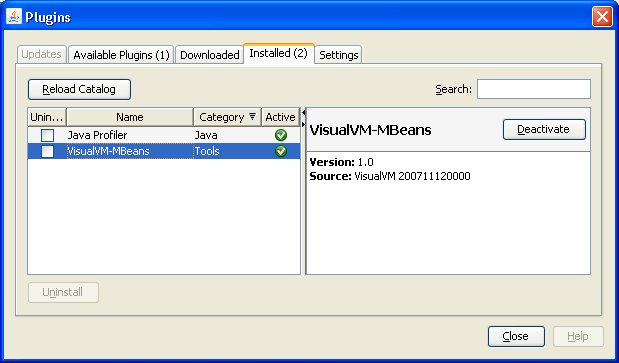 Plugins
Updates Available Plugins (1) Downloaded Installed (2) Settings
Reload Catalog Search:
Unin... Name Category Active
Java Profiler Java
VisualVM-MBeans Tools
VisualVM-MBeans Deactivate
Version: 1.0
Source: VisualVM 200711120000
Uninstall
Close Help